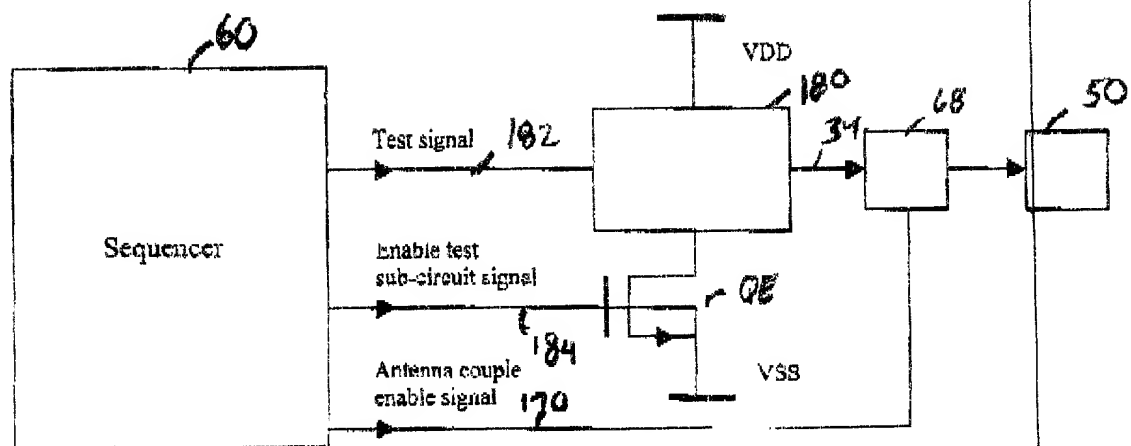 60
VDD
180
68
50
Test signal
182
34
Sequencer
Enable test
sub-circuit signal
QE
184
Antenna couple
enable signal
170
VSS